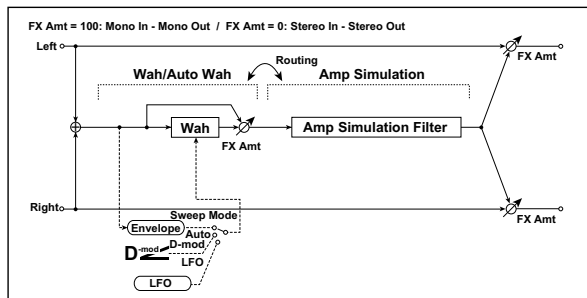 FX Amt = 100: Mono In - Mono Out / FX Amt = 0: Stereo In - Stereo Out
Left
FX Amt
Routing
Wah/Auto Wah
Amp Simulation
Wah
FX Amt
Amp Simulation Filter
Right
FX Amt
Sweep Mode
Envelope
Auto
D-mod
D-mod
LFO
LFO